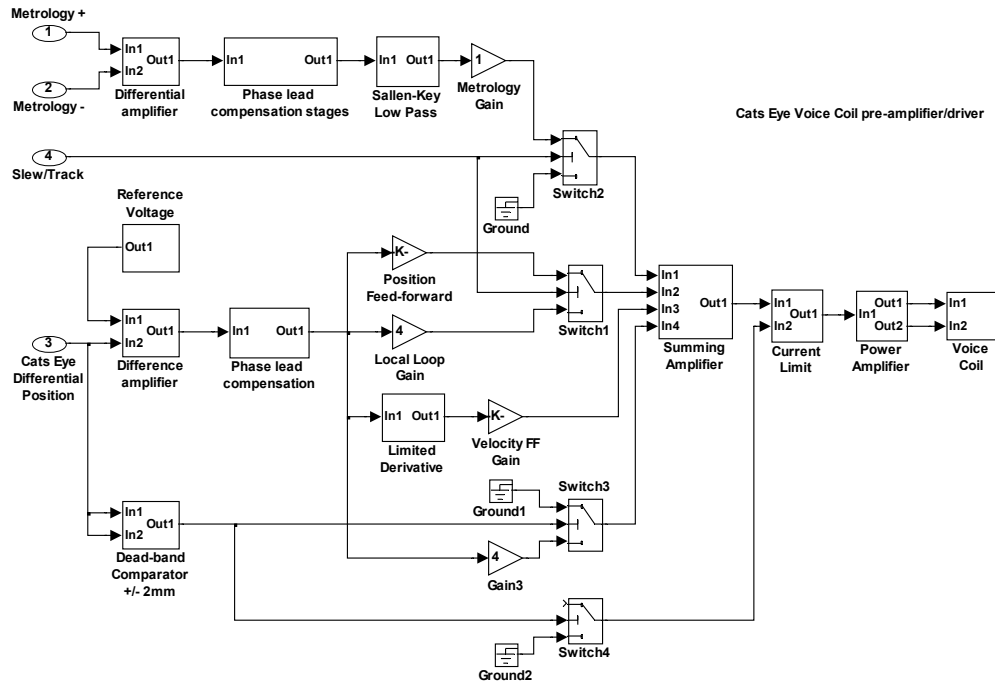 Metrology +
1
2
Metrology -
In1
In2
Out1
Differential
amplifier
In1
Out1
Phase lead
compensation stages
In1
Out1
Sallen-Key
Low Pass
1
Metrology
Gain
Cats Eye Voice Coil pre-amplifier/driver
4
Slew/Track
Switch2
Ground
Reference
Voltage
Out1
K-
Position
Feed-forward
Switch1
In1
In2
In3
In4
Out1
Summing
Amplifier
In1
In2
Out1
Current
Limit
In1
Out1
Out2
Power
Amplifier
In1
In2
Voice
Coil
3
Cats Eye
Differential
Position
In1
In2
Out1
Difference
amplifier
In1
Out1
Phase lead
compensation
4
Local Loop
Gain
In1
Out1
Limited
Derivative
K-
Velocity FF
Gain
Switch3
Ground1
In1
In2
Out1
Dead-band
Comparator
+/- 2mm
4
Gain3
Switch4
Ground2